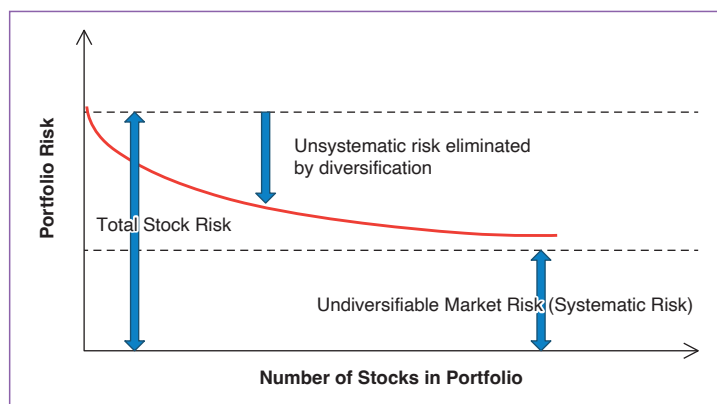 Portfolio Risk
Unsystematic risk eliminated
by diversification
Total Stock Risk
Undiversifiable Market Risk (Systematic Risk)
Number of Stocks in Portfolio